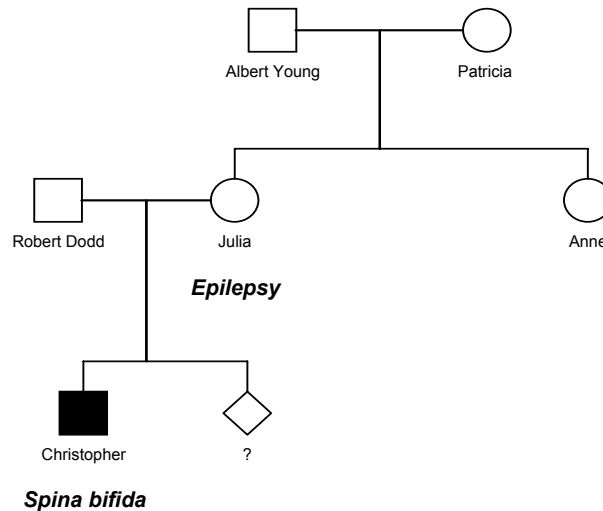 Albert Young
Patricia
Robert Dodd
Julia
Anne
Epilepsy
Christopher
?
Spina bifida